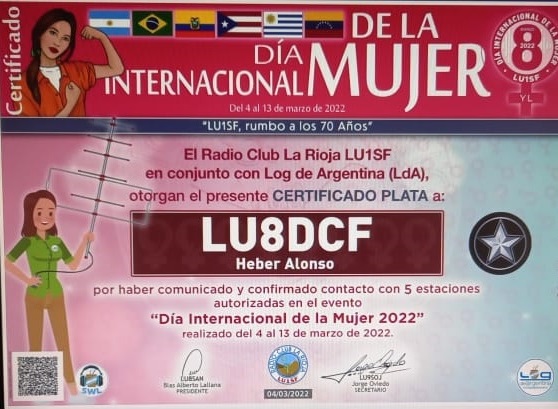 Certificado
DÍA INTERNACIONAL
DE LA MUJER
DIA INTERNACIONAL DE LA MUJER
2022
8
LU1SF
YL
Del 4 al 13 de marzo de 2022
"LU1SF, rumbo a los 70 Años"
El Radio Club La Rioja LU1SF
en conjunto con Log de Argentina (LdA),
otorgan el presente CERTIFICADO PLATA a:
LU8DCF
Heber Alonso
por haber comunicado y confirmado contacto con 5 estaciones
autorizadas en el evento
"Día Internacional de la Mujer 2022"
realizado del 4 al 13 de marzo de 2022.
SWL
LU8SAN
Blas Alberto Lallana
PRESIDENTE
RADIO CLUB LA RIOJA
LU1SF
04/03/2022
LU9SOJ
Jorge Oviedo
SECRETARIO
Log